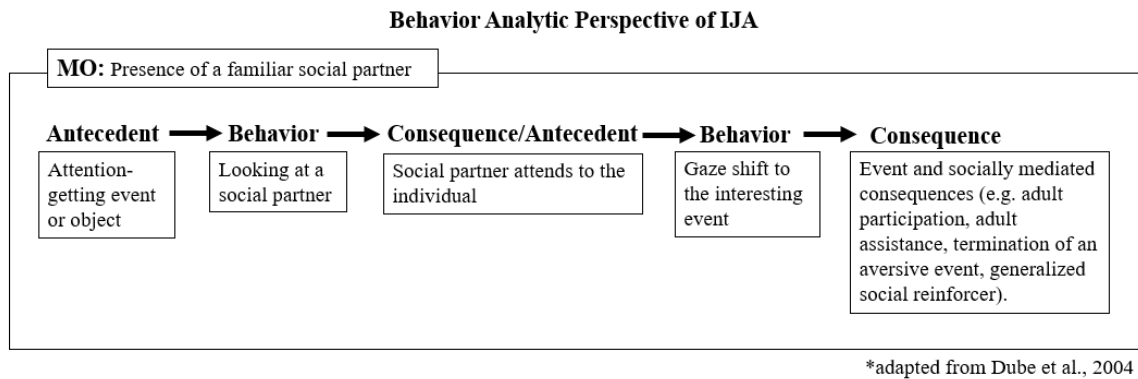 Behavior Analytic Perspective of IJA
MO: Presence of a familiar social partner
Antecedent
Attention-
getting event
or object
Behavior
Looking at a
social partner
Consequence/Antecedent
Social partner attends to the
individual
Behavior
Gaze shift to
the interesting
event
Consequence
Event and socially mediated
consequences (e.g. adult
participation, adult
assistance, termination of an
aversive event, generalized
social reinforcer).
*adapted from Dube et al., 2004